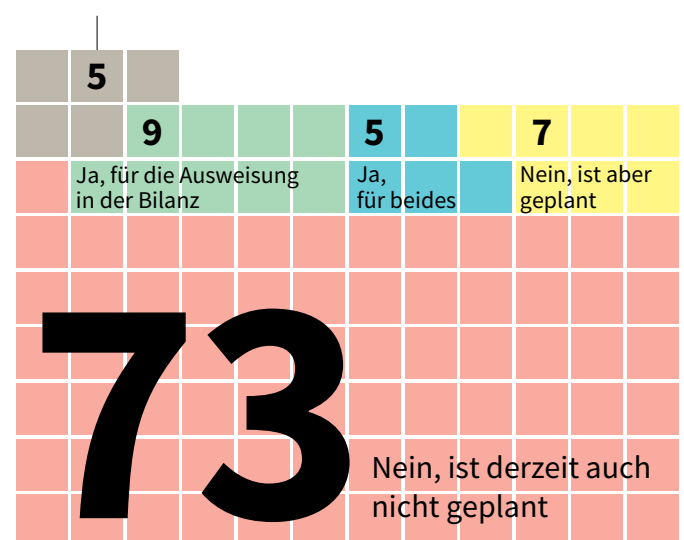 5
9
Ja, für die Ausweisung
in der Bilanz
5
Ja,
für beides
7
Nein, ist aber
geplant
73
Nein, ist derzeit auch
nicht geplant